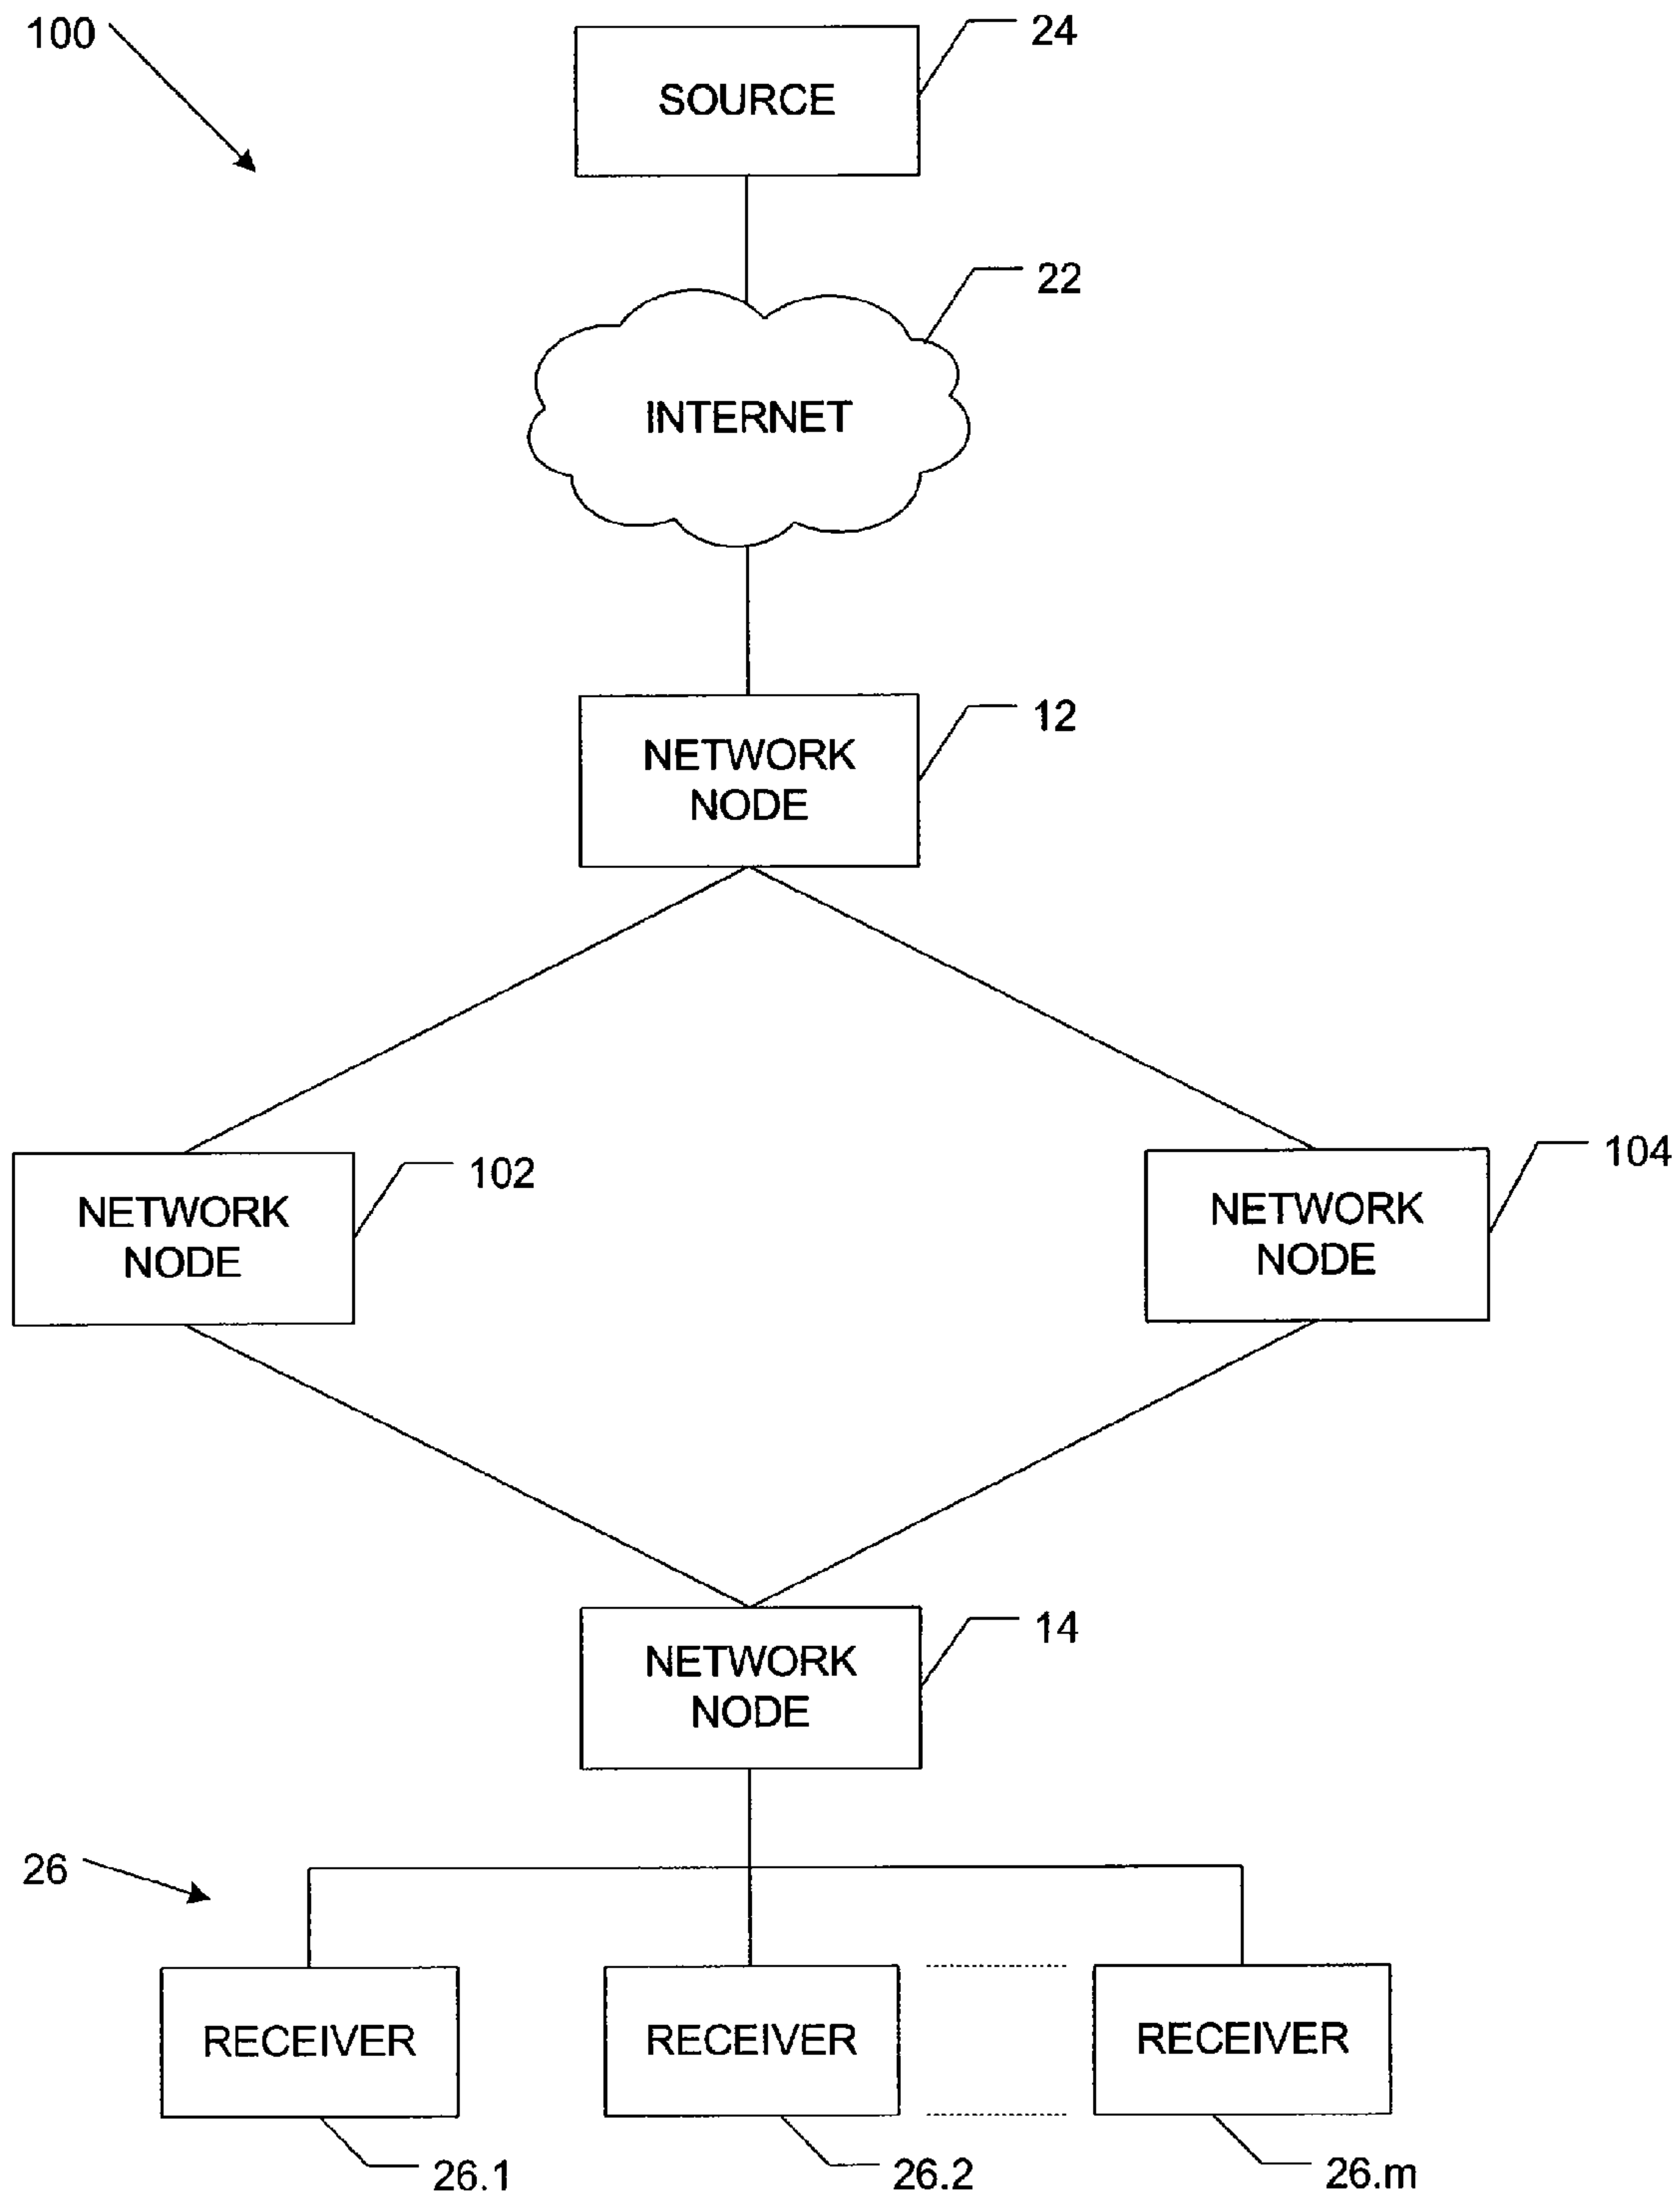 100
24
SOURCE
22
INTERNET
12
NETWORK
NODE
102
NETWORK
NODE
104
NETWORK
NODE
14
NETWORK
NODE
26
RECEIVER
RECEIVER
RECEIVER
26.1
26.2
26.m